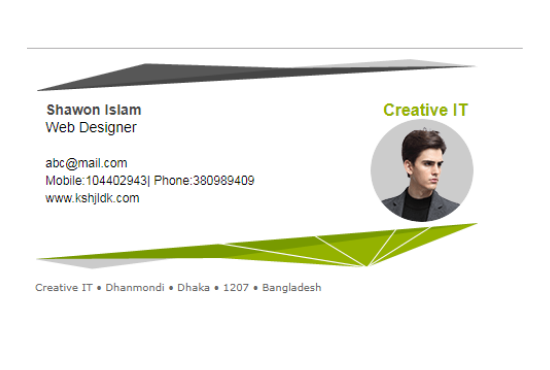 Shawon Islam
Creative IT
Web Designer
abc@mail.com
Mobile:104402943| Phone:380989409
www.kshjldk.com
Creative IT • Dhanmondi • Dhaka • 1207 • Bangladesh